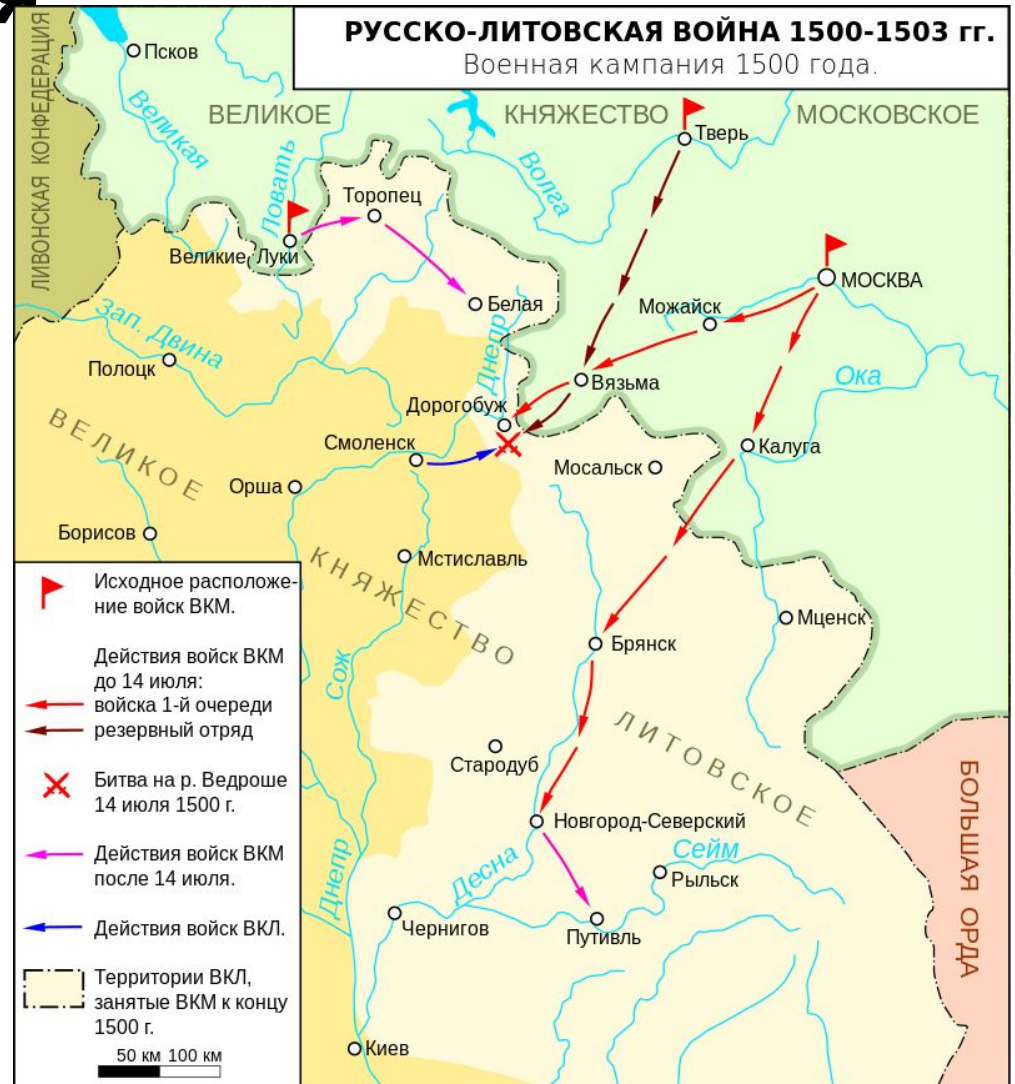 Я
РУССКО-ЛИТОВСКАЯ ВОЙНА 1500-1503 гг.
Военная кампания 1500 года.
ЛИВОНСКАЯ КОНФЕДЕРАЦИЯ
Псков
Великая
ВЕЛИКОЕ
КНЯЖЕСТВО
МОСКОВСКОЕ
Тверь
Волга
Ловать
Торопец
Великие Луки
Белая
МОСКВА
Можайск
Зап. Двина
Днепр
Полоцк
Вязьма
Ока
Дорогобуж
ВЕЛИКОЕ
Смоленск
Калуга
Мосальск
Орша
Борисов
КНЯЖЕСТВО
Мстиславль
Мценск
Брянск
Сож
ЛИТОВСКОЕ
Стародуб
БОЛЬШАЯ ОРДА
Новгород-Северский
Сейм
Десна
Рыльск
Днепр
Чернигов
Путивль
Киев
Исходное расположе-
ние войск ВКМ.
Действия войск ВКМ
до 14 июля:
войска 1-й очереди
резервный отряд
Битва на р. Ведроше
14 июля 1500 г.
Действия войск ВКМ
после 14 июля.
Действия войск ВКЛ.
Территории ВКЛ,
занятые ВКМ к концу
1500 г.
50 км 100 км